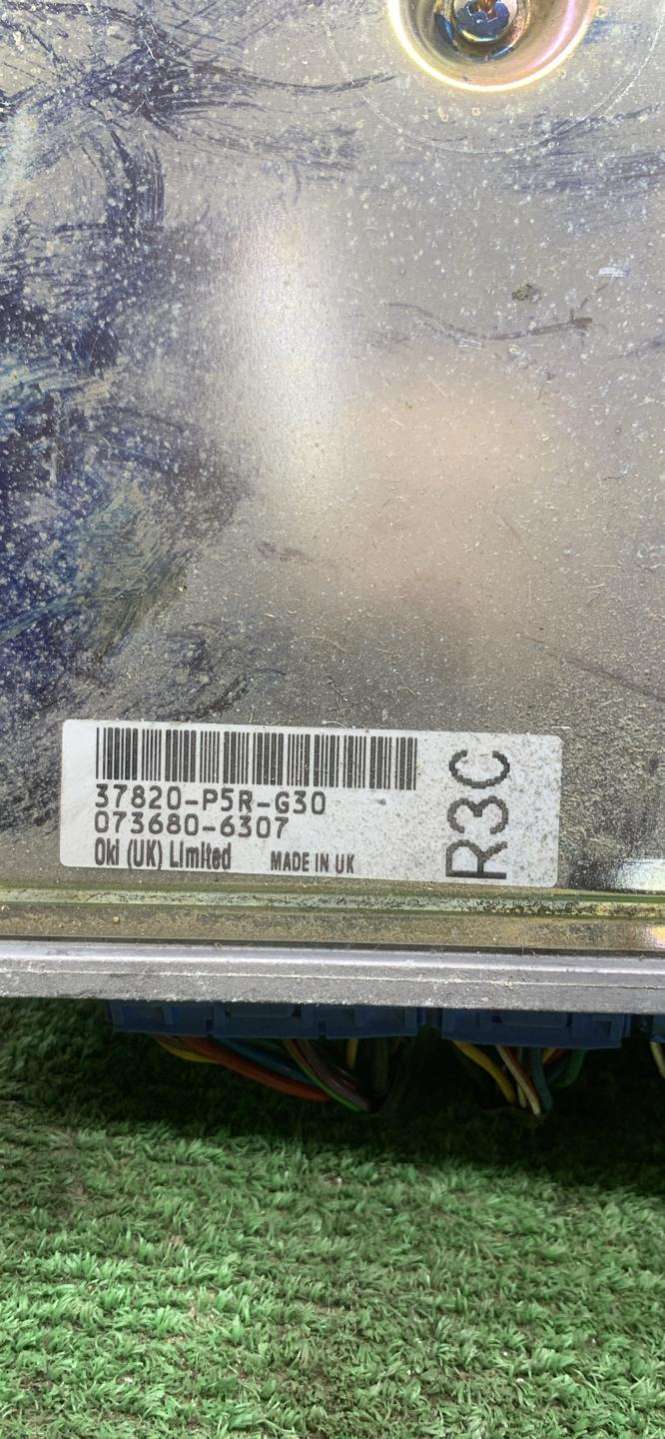 37820-P5R-G30
073680-6307
Oki (UK) Limited MADE IN UK
R3C